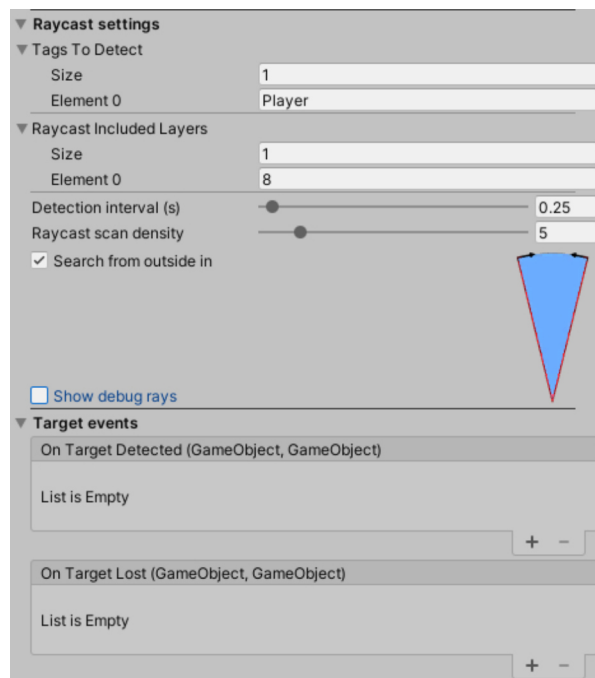 Raycast settings
Tags To Detect
Size 1
Element 0 Player
Raycast Included Layers
Size 1
Element 0 8
Detection interval (s) 0.25
Raycast scan density 5
Search from outside in
Show debug rays
Target events
On Target Detected (GameObject, GameObject)
List is Empty
+ −
On Target Lost (GameObject, GameObject)
List is Empty
+ −